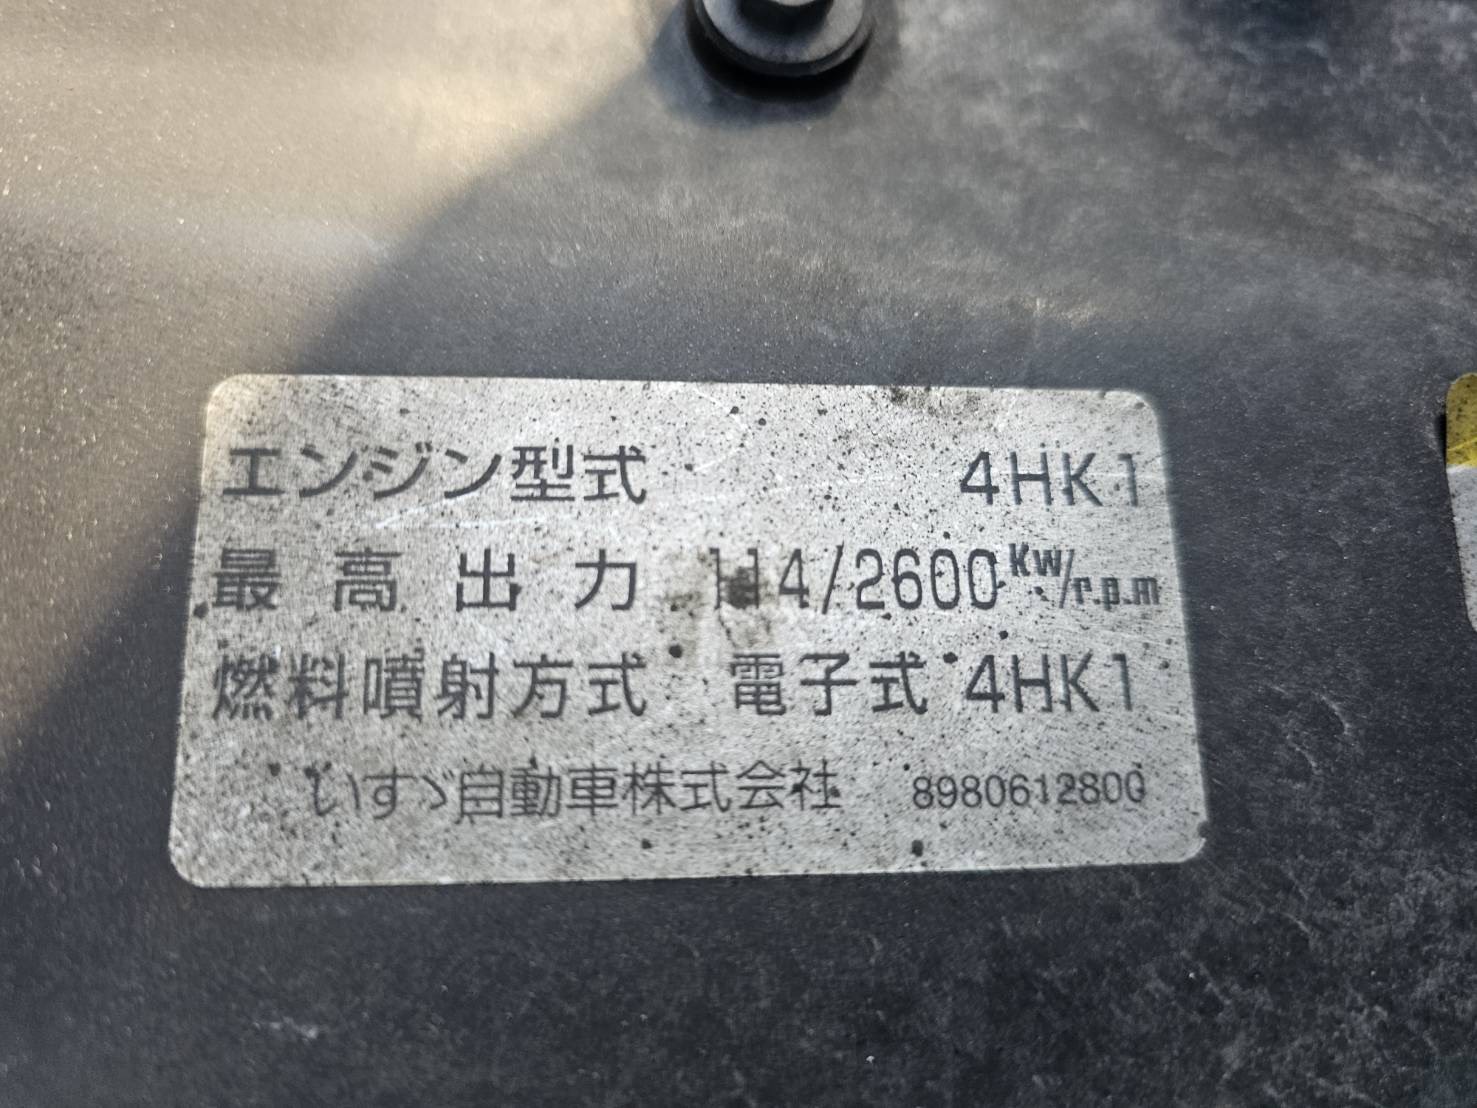 エンジン型式 4HK1
最高出力 114/2600 Kw/r.p.m
燃料噴射方式 電子式 4HK1
いすゞ自動車株式会社 8980612800